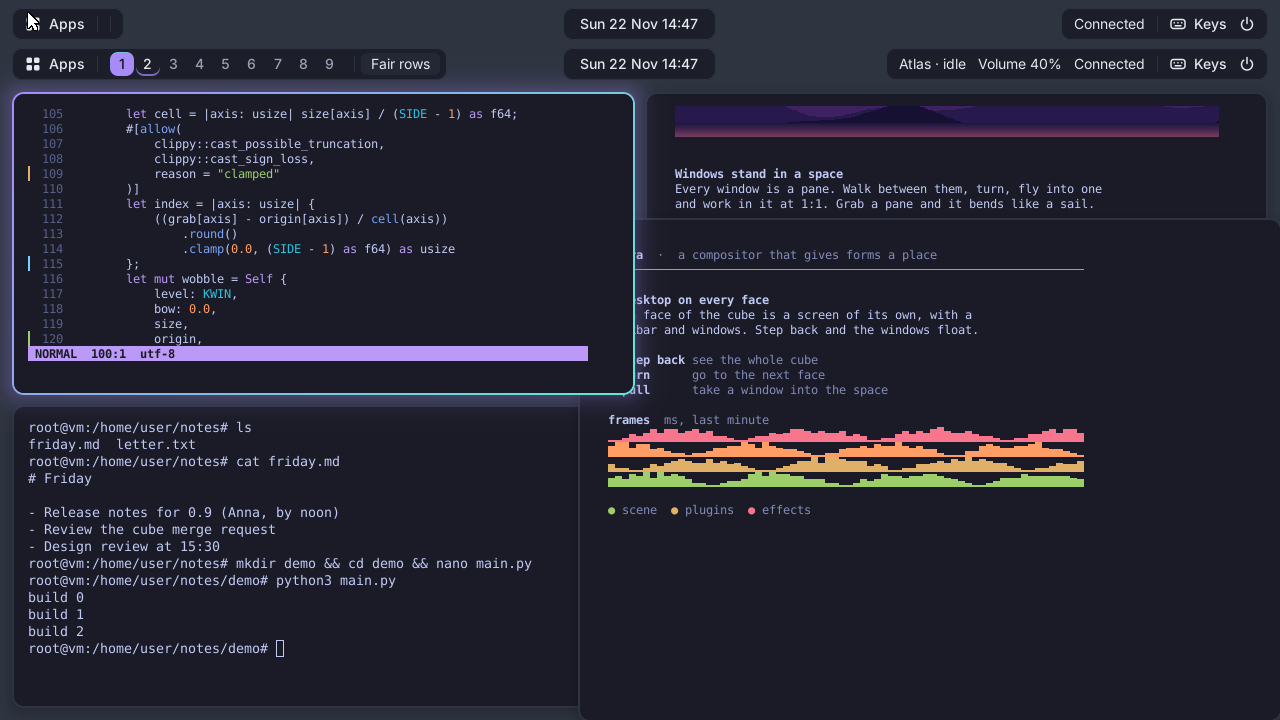 Apps
Sun 22 Nov 14:47
Connected
Keys
Apps
1 2 3 4 5 6 7 8 9
Fair rows
Sun 22 Nov 14:47
Atlas · idle Volume 40% Connected
Keys
105 let cell = |axis: usize| size[axis] / (SIDE - 1) as f64;
106 #[allow(
107 clippy::cast_possible_truncation,
108 clippy::cast_sign_loss,
109 reason = "clamped"
110 )]
111 let index = |axis: usize| {
112 ((grab[axis] - origin[axis]) / cell(axis))
113 .round()
114 .clamp(0.0, (SIDE - 1) as f64) as usize
115 };
116 let mut wobble = Self {
117 level: KWIN,
118 bow: 0.0,
119 size,
120 origin,
NORMAL 100:1 utf-8
Windows stand in a space
Every window is a pane. Walk between them, turn, fly into one
and work in it at 1:1. Grab a pane and it bends like a sail.
a · a compositor that gives forms a place
sktop on every face
face of the cube is a screen of its own, with a
bar and windows. Step back and the windows float.
ep back see the whole cube
rn go to the next face
ull take a window into the space
frames ms, last minute
scene plugins effects
root@vm:/home/user/notes# ls
friday.md letter.txt
root@vm:/home/user/notes# cat friday.md
# Friday
- Release notes for 0.9 (Anna, by noon)
- Review the cube merge request
- Design review at 15:30
root@vm:/home/user/notes# mkdir demo && cd demo && nano main.py
root@vm:/home/user/notes/demo# python3 main.py
build 0
build 1
build 2
root@vm:/home/user/notes/demo#